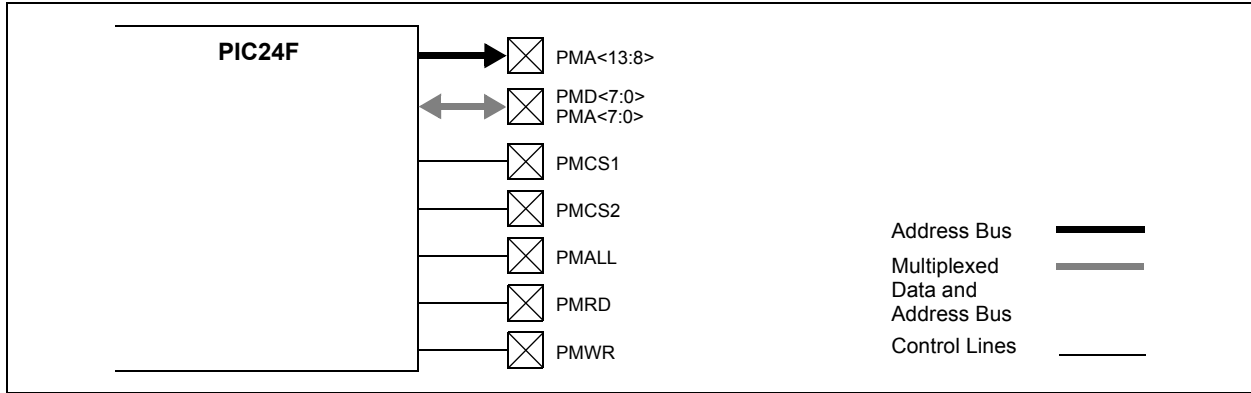 PIC24F
PMA<13:8>
PMD<7:0>
PMA<7:0>
PMCS1
PMCS2
PMALL
PMRD
PMWR
Address Bus
Multiplexed
Data and
Address Bus
Control Lines